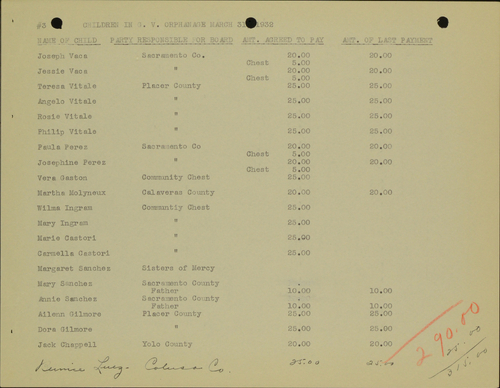 #3 CHILDREN IN G. V. ORPHANAGE MARCH 31 1932
NAME OF CHILD PARTY RESPONSIBLE FOR BOARD AMT. AGREED TO PAY AMT. OF LAST PAYMENT
Joseph Vaca Sacramento Co. 20.00 20.00
Chest 5.00
Jessie Vaca " 20.00 20.00
Chest 5.00
Teresa Vitale Placer County 25.00 25.00
Angelo Vitale " 25.00 25.00
Rosie Vitale " 25.00 25.00
Philip Vitale " 25.00 25.00
Paula Perez Sacramento Co 20.00 20.00
Chest 5.00
Josephine Perez " 20.00 20.00
Chest 5.00
Vera Gaston Community Chest 25.00
Martha Molyneux Calaveras County 20.00 20.00
Wilma Ingram Community Chest 25.00
Mary Ingram " 25.00
Marie Castori " 25.00
Carmella Castori " 25.00
Margaret Sanchez Sisters of Mercy
Mary Sanchez Sacramento County
Father 10.00 10.00
Annie Sanchez Sacramento County
Father 10.00 10.00
Aileen Gilmore Placer County 25.00 25.00
Dora Gilmore " 25.00 25.00
Jack Chappell Yolo County 20.00 20.00
290.00
Colusa Co. 25.00 25.00
25.00
315.00